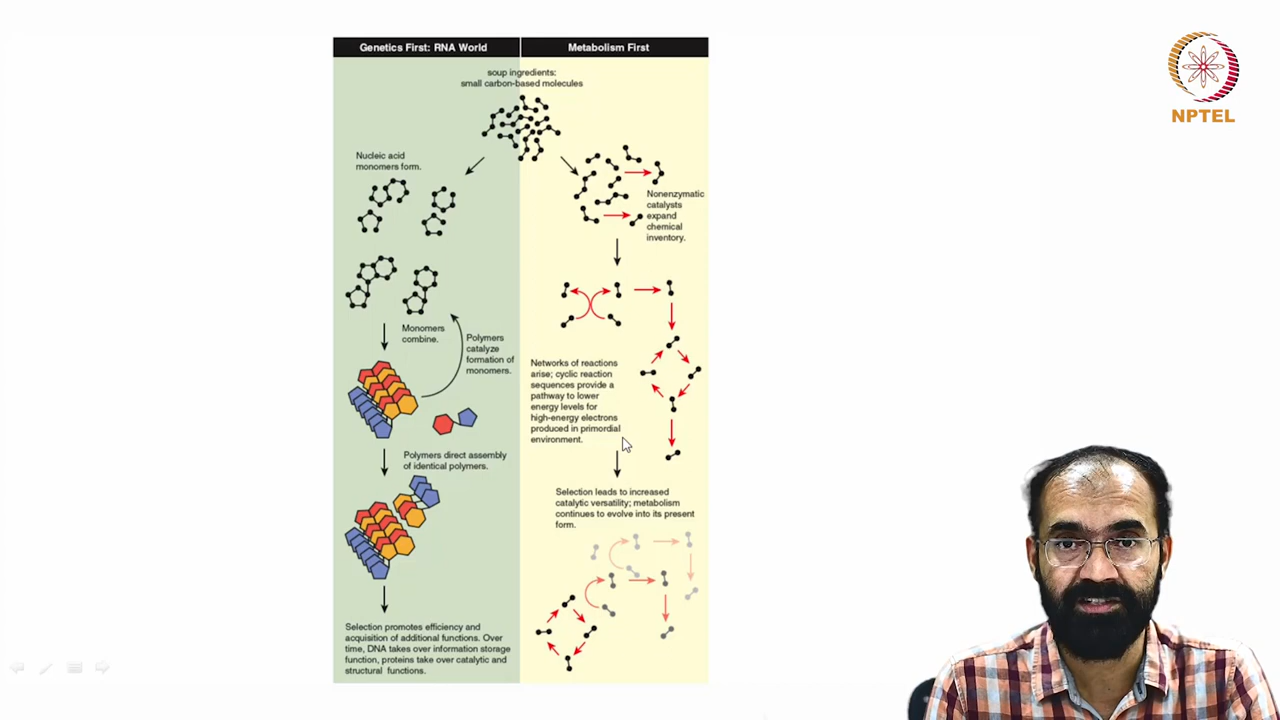 Genetics First: RNA World
Metabolism First
soup ingredients:
small carbon-based molecules
Nucleic acid
monomers form.
Nonenzymatic
catalysts
expand
chemical
inventory.
Monomers
combine.
Polymers
catalyze
formation of
monomers.
Networks of reactions
arise; cyclic reaction
sequences provide a
pathway to lower
energy levels for
high-energy electrons
produced in primordial
environment.
Polymers direct assembly
of identical polymers.
Selection leads to increased
catalytic versatility; metabolism
continues to evolve into its present
form.
Selection promotes efficiency and
acquisition of additional functions. Over
time, DNA takes over information storage
function, proteins take over catalytic and
structural functions.
NPTEL